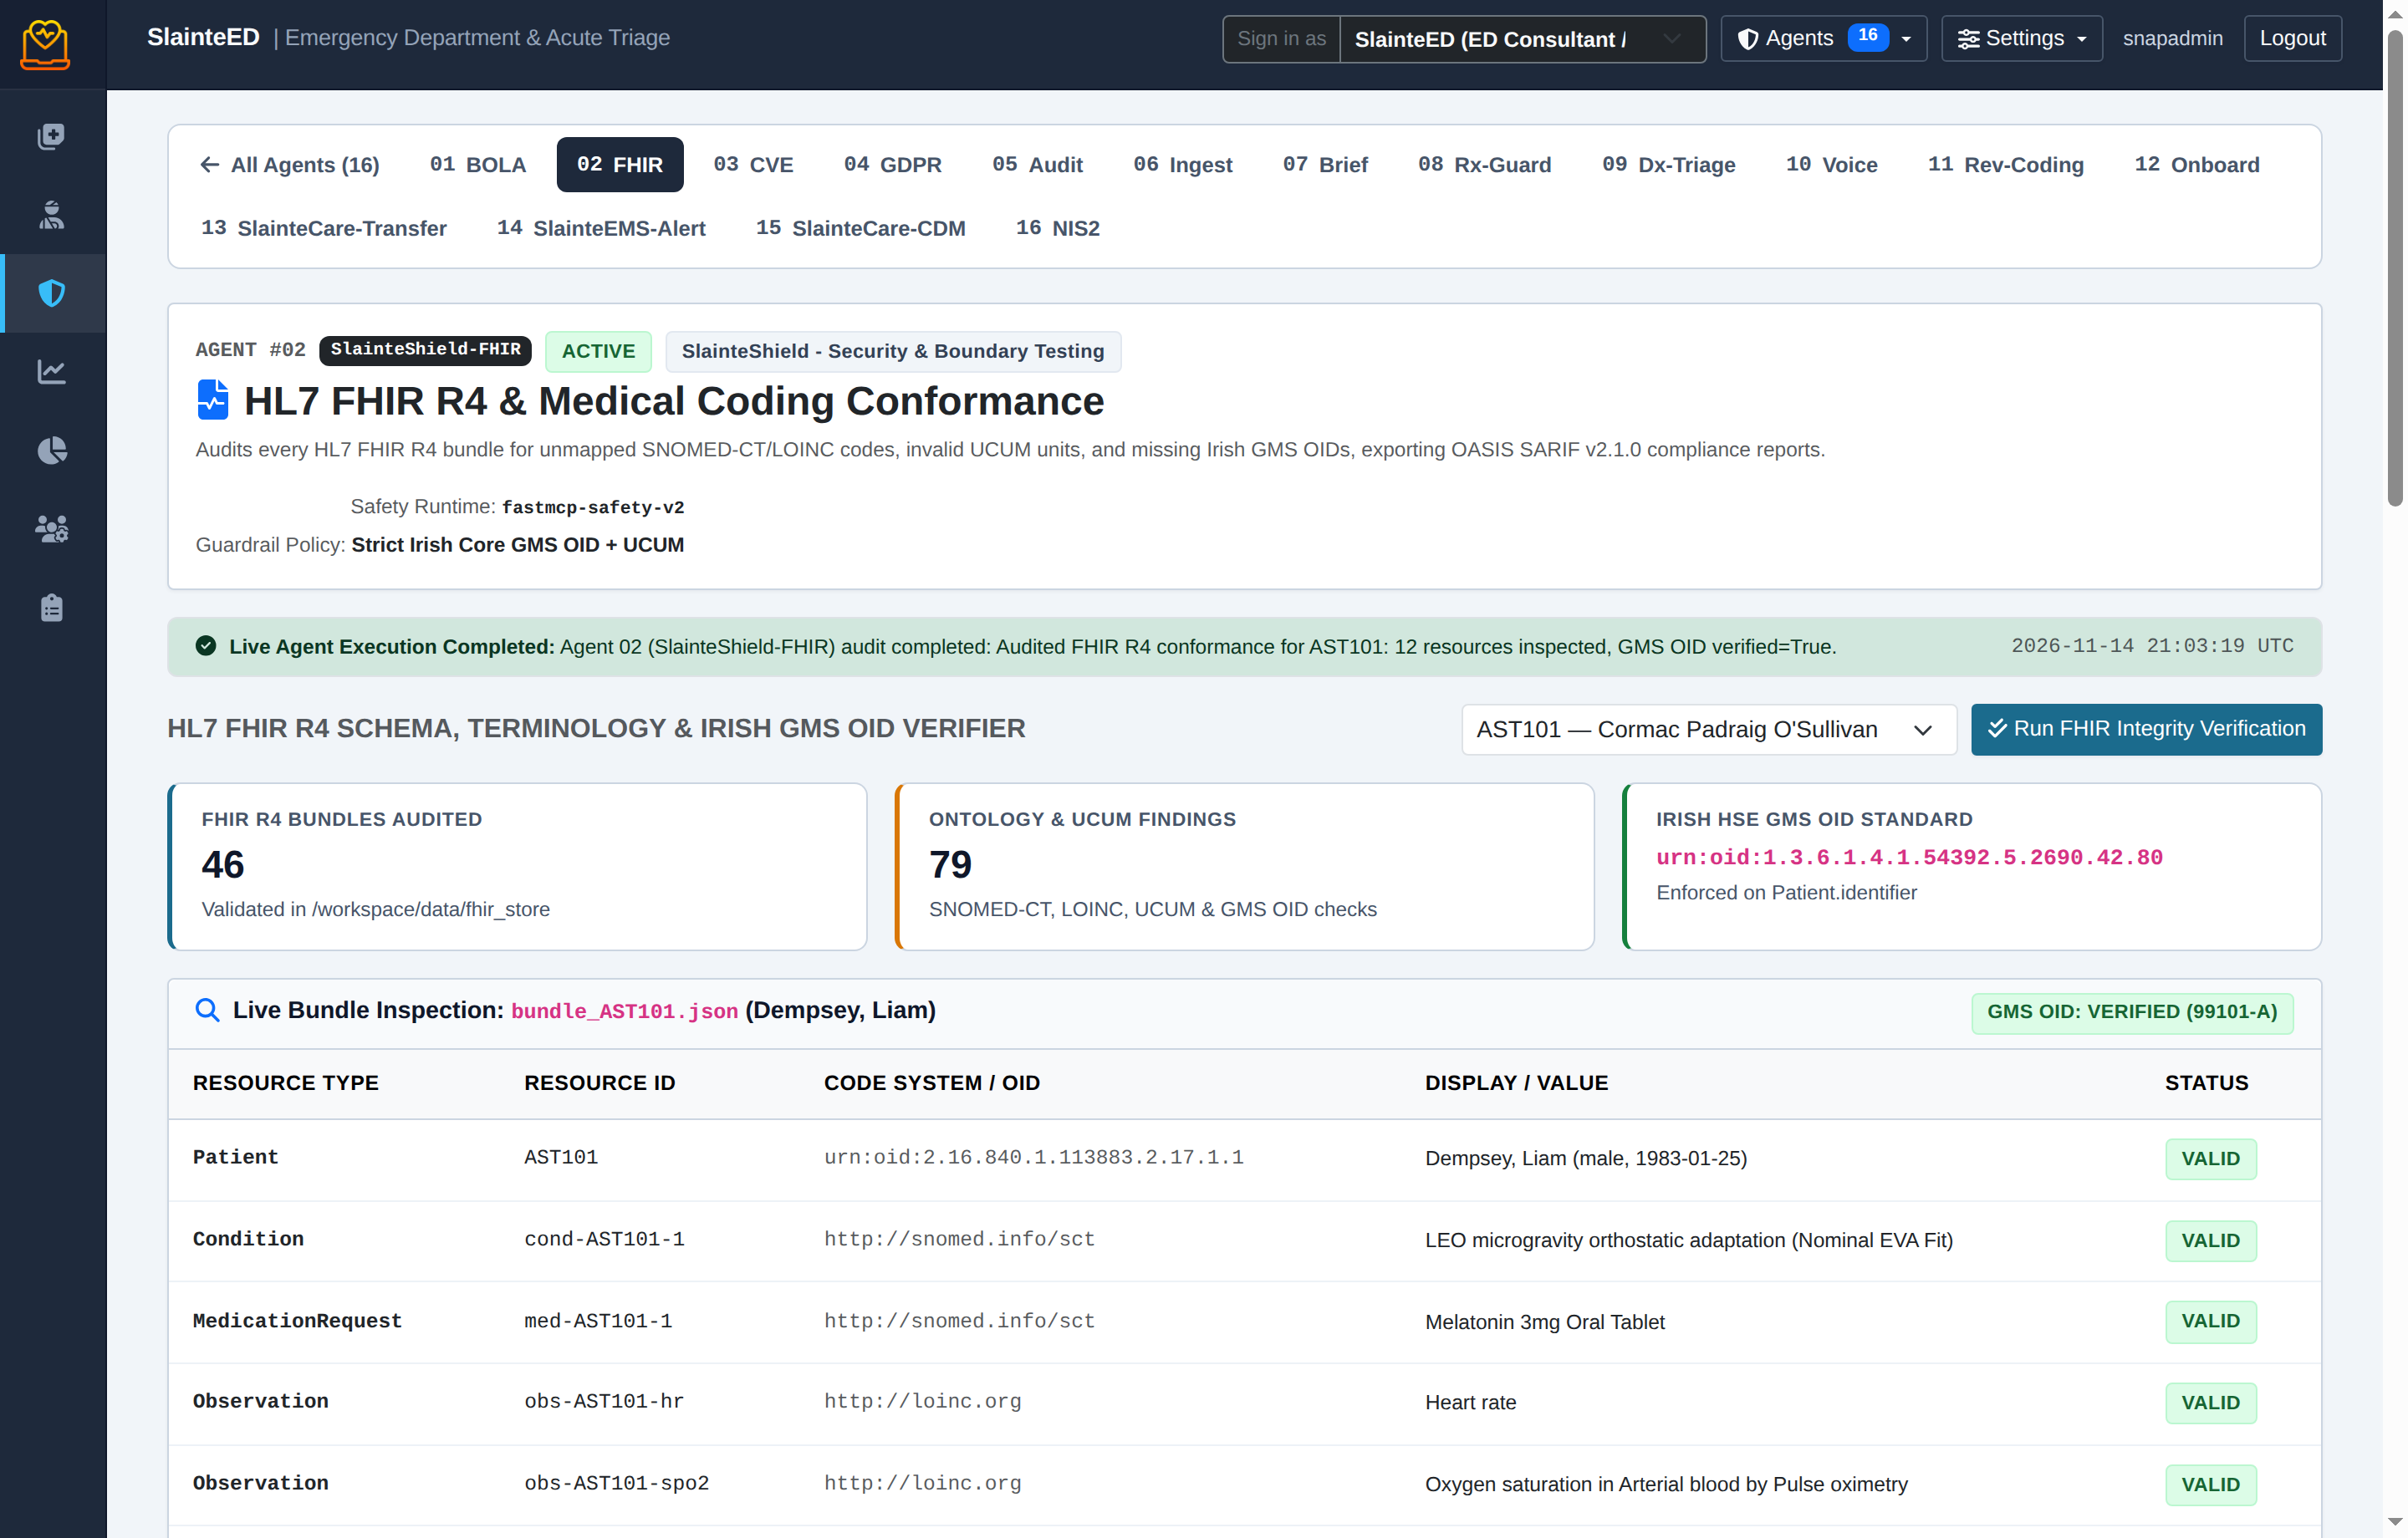 SlainteED | Emergency Department & Acute Triage
Sign in as SlainteED (ED Consultant / Agents 16 Settings snapadmin Logout
All Agents (16) 01 BOLA 02 FHIR 03 CVE 04 GDPR 05 Audit 06 Ingest 07 Brief 08 Rx-Guard 09 Dx-Triage 10 Voice 11 Rev-Coding 12 Onboard
13 SlainteCare-Transfer 14 SlainteEMS-Alert 15 SlainteCare-CDM 16 NIS2
AGENT #02 SlainteShield-FHIR ACTIVE SlainteShield - Security & Boundary Testing
HL7 FHIR R4 & Medical Coding Conformance
Audits every HL7 FHIR R4 bundle for unmapped SNOMED-CT/LOINC codes, invalid UCUM units, and missing Irish GMS OIDs, exporting OASIS SARIF v2.1.0 compliance reports.
Safety Runtime: fastmcp-safety-v2
Guardrail Policy: Strict Irish Core GMS OID + UCUM
Live Agent Execution Completed: Agent 02 (SlainteShield-FHIR) audit completed: Audited FHIR R4 conformance for AST101: 12 resources inspected, GMS OID verified=True. 2026-11-14 21:03:19 UTC
HL7 FHIR R4 SCHEMA, TERMINOLOGY & IRISH GMS OID VERIFIER
AST101 — Cormac Padraig O'Sullivan Run FHIR Integrity Verification
FHIR R4 BUNDLES AUDITED
46
Validated in /workspace/data/fhir_store
ONTOLOGY & UCUM FINDINGS
79
SNOMED-CT, LOINC, UCUM & GMS OID checks
IRISH HSE GMS OID STANDARD
urn:oid:1.3.6.1.4.1.54392.5.2690.42.80
Enforced on Patient.identifier
Live Bundle Inspection: bundle_AST101.json (Dempsey, Liam) GMS OID: VERIFIED (99101-A)
RESOURCE TYPE RESOURCE ID CODE SYSTEM / OID DISPLAY / VALUE STATUS
Patient AST101 urn:oid:2.16.840.1.113883.2.17.1.1 Dempsey, Liam (male, 1983-01-25) VALID
Condition cond-AST101-1 http://snomed.info/sct LEO microgravity orthostatic adaptation (Nominal EVA Fit) VALID
MedicationRequest med-AST101-1 http://snomed.info/sct Melatonin 3mg Oral Tablet VALID
Observation obs-AST101-hr http://loinc.org Heart rate VALID
Observation obs-AST101-spo2 http://loinc.org Oxygen saturation in Arterial blood by Pulse oximetry VALID